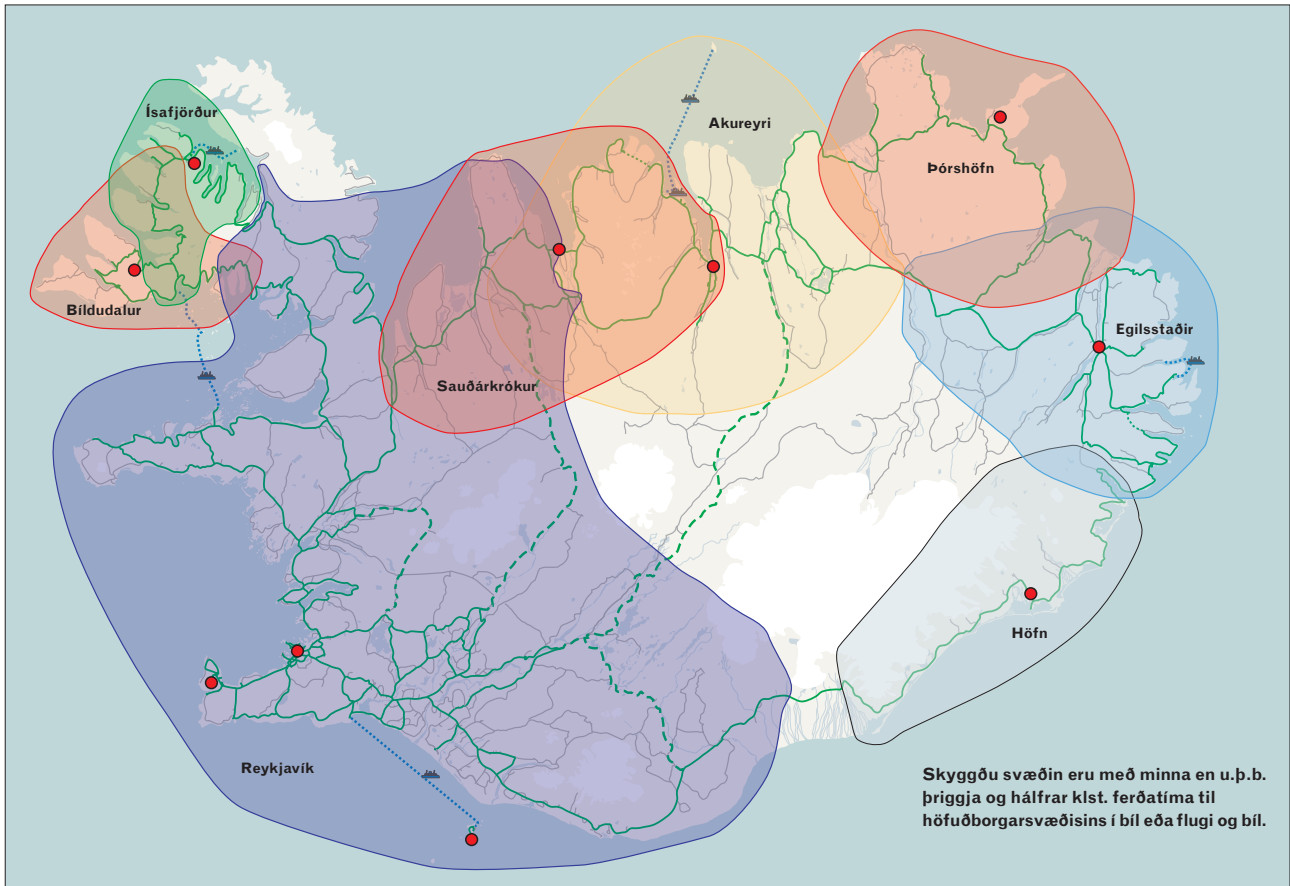 Ísafjörður
Akureyri
Þórshöfn
Bíldudalur
Egilsstaðir
Sauðárkrókur
Höfn
Reykjavík
Skyggðu svæðin eru með minna en u.þ.b.
þriggja og hálfrar klst. ferðatíma til
höfuðborgarsvæðisins í bíl eða flugi og bíl.